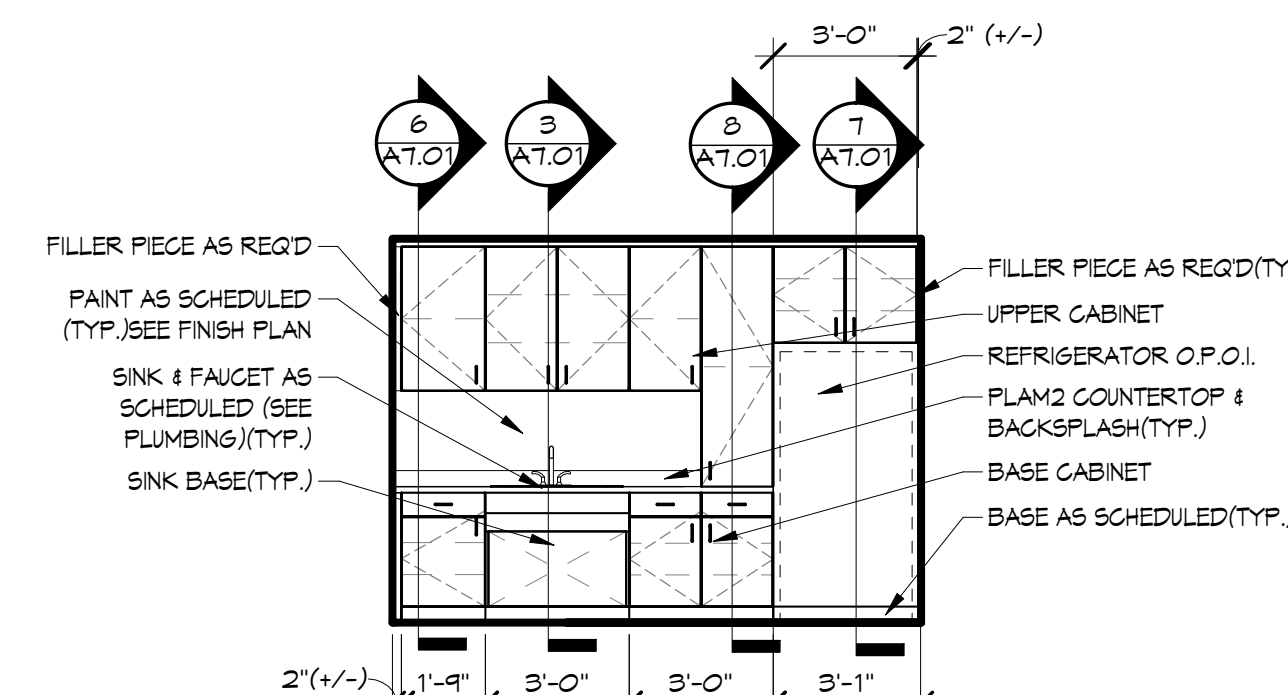 3'-0"
2" (+/-)
6
A7.01
3
A7.01
8
A7.01
7
A7.01
FILLER PIECE AS REQ'D
PAINT AS SCHEDULED
(TYP.)SEE FINISH PLAN
SINK & FAUCET AS
SCHEDULED (SEE
PLUMBING)(TYP.)
SINK BASE(TYP.)
FILLER PIECE AS REQ'D(TY
UPPER CABINET
REFRIGERATOR O.P.O.I.
PLAM2 COUNTERTOP &
BACKSPLASH(TYP.)
BASE CABINET
BASE AS SCHEDULED(TYP.
2"(+/-)
1'-9"
3'-0"
3'-0"
3'-1"